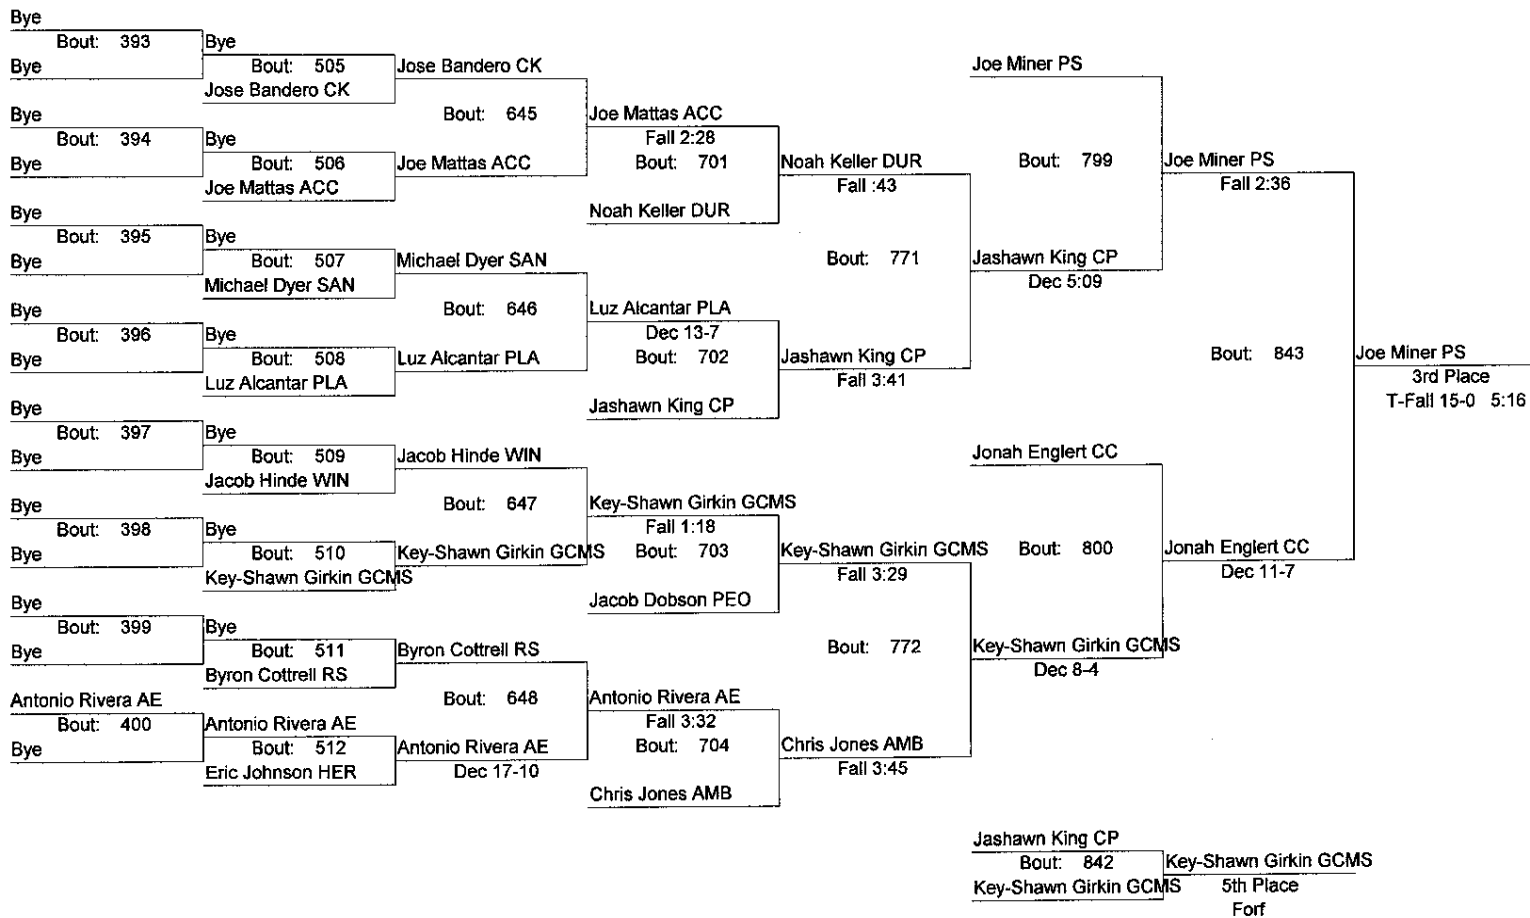 Bye
Bout: 393
Bye
Bye
Bout: 505
Jose Bandero CK
Jose Bandero CK
Bye
Bout: 394
Bye
Bye
Bout: 506
Joe Mattas ACC
Joe Mattas ACC
Bout: 645
Joe Mattas ACC
Fall 2:28
Bout: 701
Noah Keller DUR
Noah Keller DUR
Fall :43
Bye
Bout: 395
Bye
Bye
Bout: 507
Michael Dyer SAN
Michael Dyer SAN
Bye
Bout: 396
Bye
Bye
Bout: 508
Luz Alcantar PLA
Luz Alcantar PLA
Bout: 646
Luz Alcantar PLA
Dec 13-7
Bout: 702
Jashawn King CP
Jashawn King CP
Fall 3:41
Bout: 771
Joe Miner PS
Bout: 799
Jashawn King CP
Dec 5:09
Joe Miner PS
Fall 2:36
Bye
Bout: 397
Bye
Bye
Bout: 509
Jacob Hinde WIN
Jacob Hinde WIN
Bye
Bout: 398
Bye
Bye
Bout: 510
Key-Shawn Girkin GCMS
Key-Shawn Girkin GCMS
Bout: 647
Key-Shawn Girkin GCMS
Fall 1:18
Bout: 703
Jacob Dobson PEO
Key-Shawn Girkin GCMS
Fall 3:29
Bye
Bout: 399
Bye
Bye
Bout: 511
Byron Cottrell RS
Byron Cottrell RS
Antonio Rivera AE
Bout: 400
Bye
Antonio Rivera AE
Bout: 512
Eric Johnson HER
Antonio Rivera AE
Dec 17-10
Bout: 648
Antonio Rivera AE
Fall 3:32
Bout: 704
Chris Jones AMB
Chris Jones AMB
Fall 3:45
Bout: 772
Jonah Englert CC
Bout: 800
Key-Shawn Girkin GCMS
Dec 8-4
Jonah Englert CC
Dec 11-7
Bout: 843
Joe Miner PS
3rd Place
T-Fall 15-0 5:16
Jashawn King CP
Bout: 842
Key-Shawn Girkin GCMS
Key-Shawn Girkin GCMS
5th Place
Forf